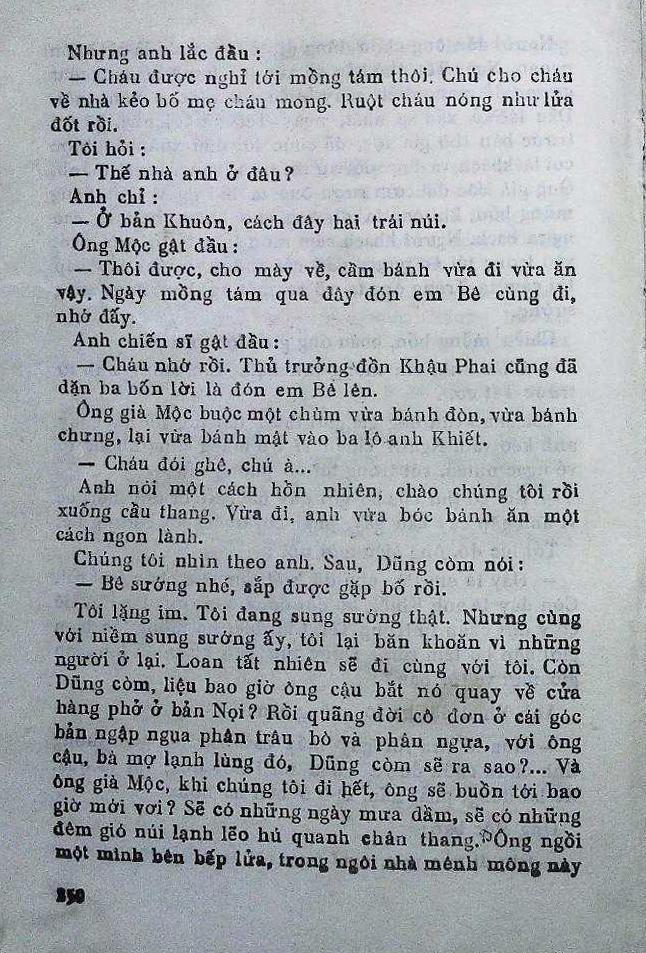 Nhưng anh lắc đầu :
— Cháu được nghỉ tới mồng tám thôi. Chú cho cháu
về nhà kẻo bố mẹ cháu mong. Ruột cháu nóng như lửa
đốt rồi.
Tôi hỏi :
— Thế nhà anh ở đâu ?
Anh chỉ :
— Ở bản Khuôn, cách đây hai trái núi.
Ông Mộc gật đầu :
— Thôi được, cho mày về, cầm bánh vừa đi vừa ăn
vậy. Ngày mồng tám qua đây đón em Bê cùng đi,
nhớ đấy.
Anh chiến sĩ gật đầu :
— Cháu nhớ rồi. Thủ trưởng đồn Khậu Phai cũng đã
dặn ba bốn lời là đón em Bê lên.
Ông già Mộc buộc một chùm vừa bánh đòn, vừa bánh
chưng, lại vừa bánh mật vào ba lô anh Khiết.
— Cháu đói ghê, chú à...
Anh nói một cách hồn nhiên, chào chúng tôi rồi
xuống cầu thang. Vừa đi, anh vừa bóc bánh ăn một
cách ngon lành.
Chúng tôi nhìn theo anh. Sau, Dũng còm nói :
— Bê sướng nhé, sắp được gặp bố rồi.
Tôi lặng im. Tôi đang sung sướng thật. Nhưng cùng
với niềm sung sướng ấy, tôi lại băn khoăn vì những
người ở lại. Loan tất nhiên sẽ đi cùng với tôi. Còn
Dũng còm, liệu bao giờ ông cậu bắt nó quay về cửa
hàng phở ở bản Nọi ? Rồi quãng đời cô đơn ở cái góc
bản ngập ngụa phân trâu bò và phân ngựa, với ông
cậu, bà mợ lạnh lùng đó, Dũng còm sẽ ra sao ?... Và
ông già Mộc, khi chúng tôi đi hết, ông sẽ buồn tới bao
giờ mới vơi ? Sẽ có những ngày mưa dầm, sẽ có những
đêm gió núi lạnh lẽo hú quanh chân thang. Ông ngồi
một mình bên bếp lửa, trong ngôi nhà mênh mông này
250